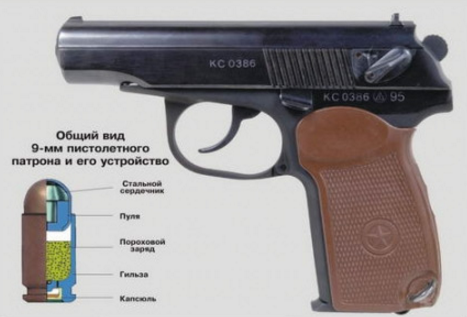 КС 0386
КС 0386 95
Общий вид
9-мм пистолетного
патрона и его устройство
Стальной
сердечник
Пуля
Пороховой
заряд
Гильза
Капсюль